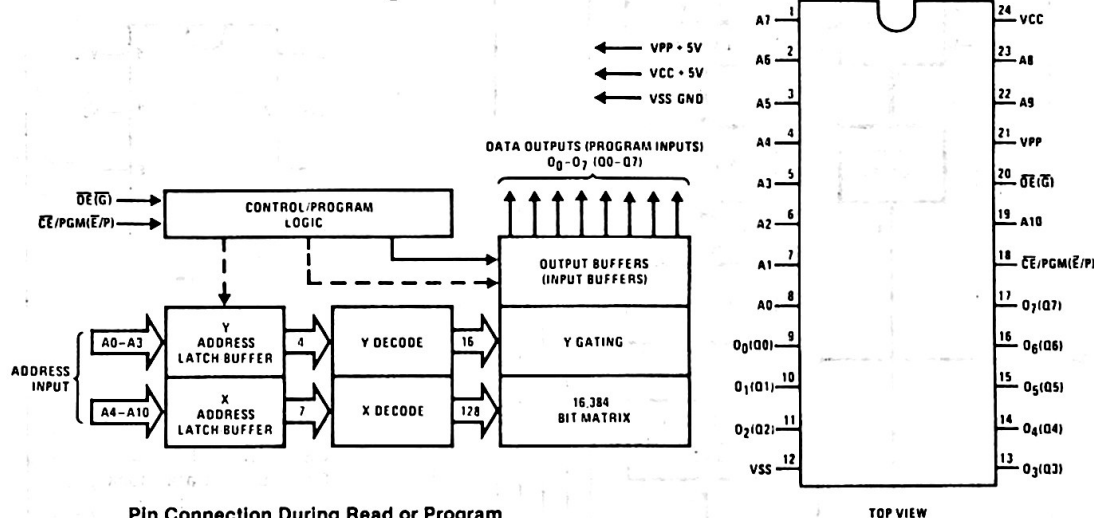 VPP + 5V
VCC + 5V
VSS GND
DATA OUTPUTS (PROGRAM INPUTS)
O0-O7 (Q0-Q7)
OE(G)
CE/PGM(E/P)
CONTROL/PROGRAM
LOGIC
OUTPUT BUFFERS
(INPUT BUFFERS)
ADDRESS
INPUT
A0-A3
Y
ADDRESS
LATCH BUFFER
4
Y DECODE
16
Y GATING
A4-A10
X
ADDRESS
LATCH BUFFER
7
X DECODE
128
16,384
BIT MATRIX
A7 1 24 VCC
A6 2 23 A8
A5 3 22 A9
A4 4 21 VPP
A3 5 20 OE(G)
A2 6 19 A10
A1 7 18 CE/PGM(E/P)
A0 8 17 O7(Q7)
O0(Q0) 9 16 O6(Q6)
O1(Q1) 10 15 O5(Q5)
O2(Q2) 11 14 O4(Q4)
VSS 12 13 O3(Q3)
TOP VIEW
Pin Connection During Read or Program